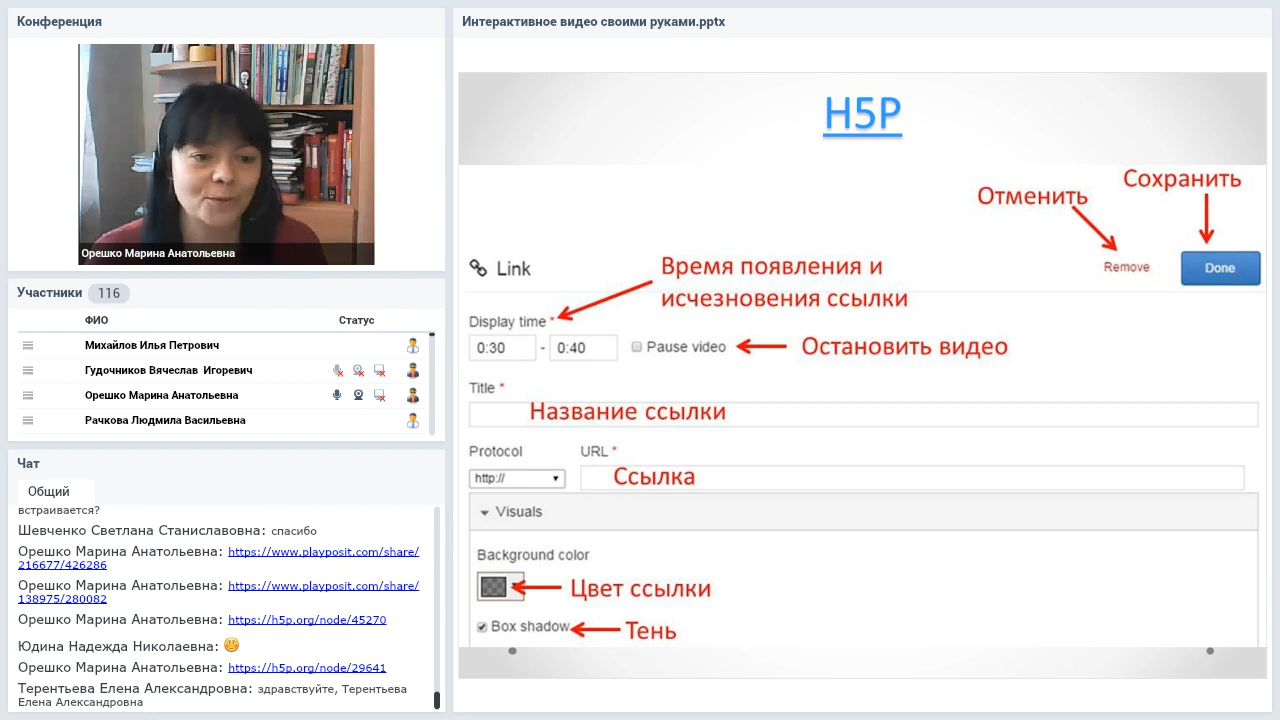 Конференция
Орешко Марина Анатольевна
Участники 116
ФИО Статус
Михайлов Илья Петрович
Гудочников Вячеслав Игоревич
Орешко Марина Анатольевна
Рачкова Людмила Васильевна
Чат
Общий
встраивается?
Шевченко Светлана Станиславовна: спасибо
Орешко Марина Анатольевна: https://www.playposit.com/share/
216677/426286
Орешко Марина Анатольевна: https://www.playposit.com/share/
138975/280082
Орешко Марина Анатольевна: https://h5p.org/node/45270
Юдина Надежда Николаевна:
Орешко Марина Анатольевна: https://h5p.org/node/29641
Терентьева Елена Александровна: здравствуйте, Терентьева
Елена Александровна
Интерактивное видео своими руками.pptx
H5P
Сохранить
Отменить
Link
Время появления и
исчезновения ссылки
Remove
Done
Display time *
0:30 - 0:40
Pause video
Остановить видео
Title *
Название ссылки
Protocol URL *
http:// Ссылка
Visuals
Background color
Цвет ссылки
Box shadow
Тень